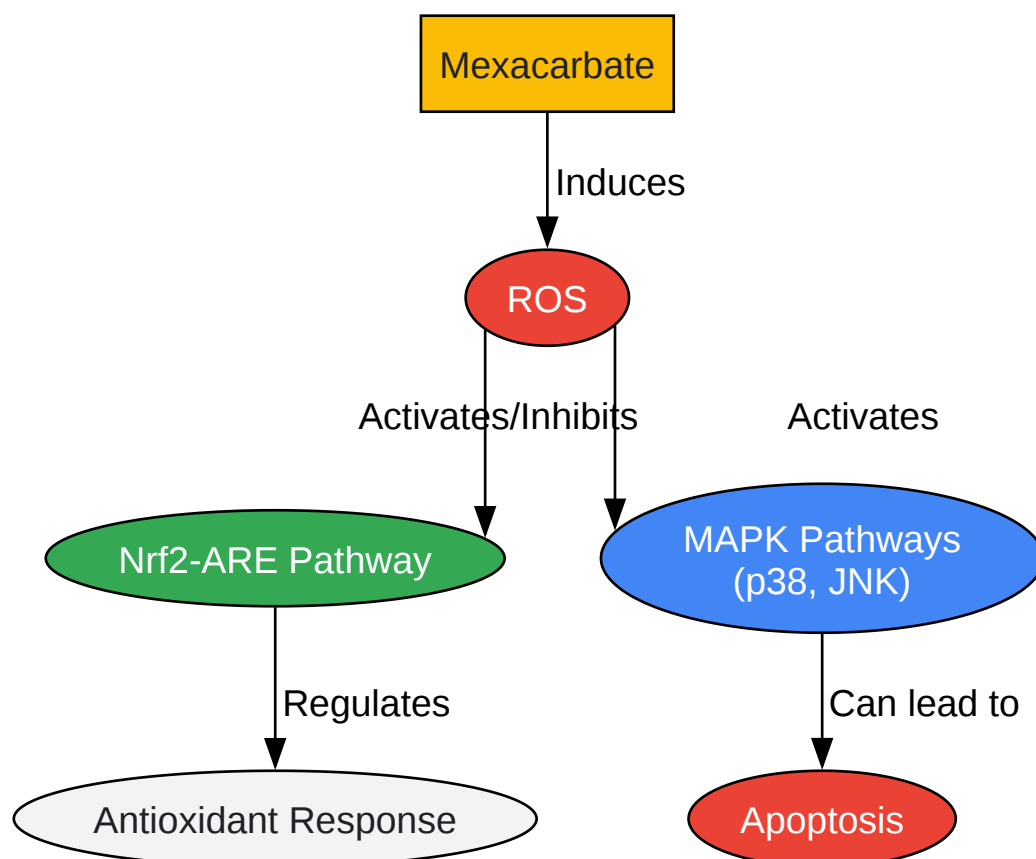 Mexacarbate
Induces
ROS
Activates/Inhibits
Activates
Nrf2-ARE Pathway
MAPK Pathways
(p38, JNK)
Regulates
Can lead to
Antioxidant Response
Apoptosis